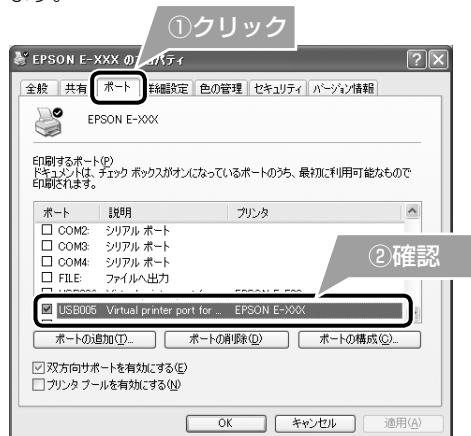 ①クリック
EPSON E-XXX のプロパティ
全般 共有 ポート 詳細設定 色の管理 セキュリティ バージョン情報
EPSON E-XXX
印刷するポート(P)
ドキュメントは、チェック ボックスがオンになっているポートのうち、最初に利用可能なもので
印刷されます。
ポート 説明 プリンタ
COM2: シリアル ポート
COM3: シリアル ポート
COM4: シリアル ポート
FILE: ファイルへ出力
②確認
USB005 Virtual printer port for ... EPSON E-XXX
ポートの追加(T)... ポートの削除(D) ポートの構成(C)...
双方向サポートを有効にする(E)
プリンタ プールを有効にする(N)
OK キャンセル 適用(A)